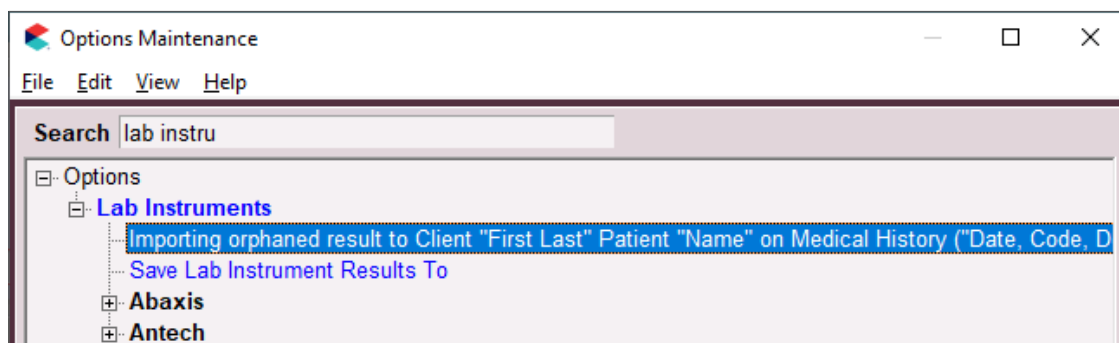 Options Maintenance
File Edit View Help
Search lab instru
Options
Lab Instruments
Importing orphaned result to Client "First Last" Patient "Name" on Medical History ("Date, Code, D
Save Lab Instrument Results To
Abaxis
Antech